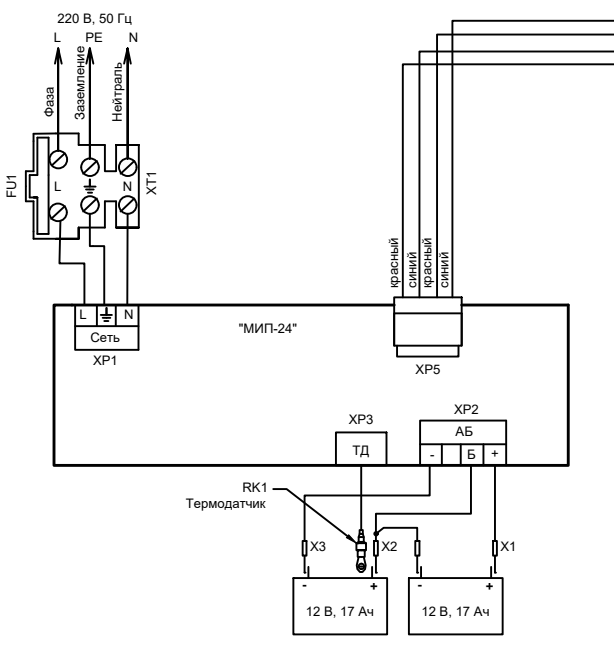 220 В, 50 Гц
L PE N
Фаза
Заземление
Нейтраль
FU1
L N
XT1
красный
синий
красный
синий
L N
Сеть
XP1
"МИП-24"
XP5
XP3
ТД
XP2
АБ
- Б +
RK1
Термодатчик
X3
X2
X1
- +
12 В, 17 Ач
- +
12 В, 17 Ач